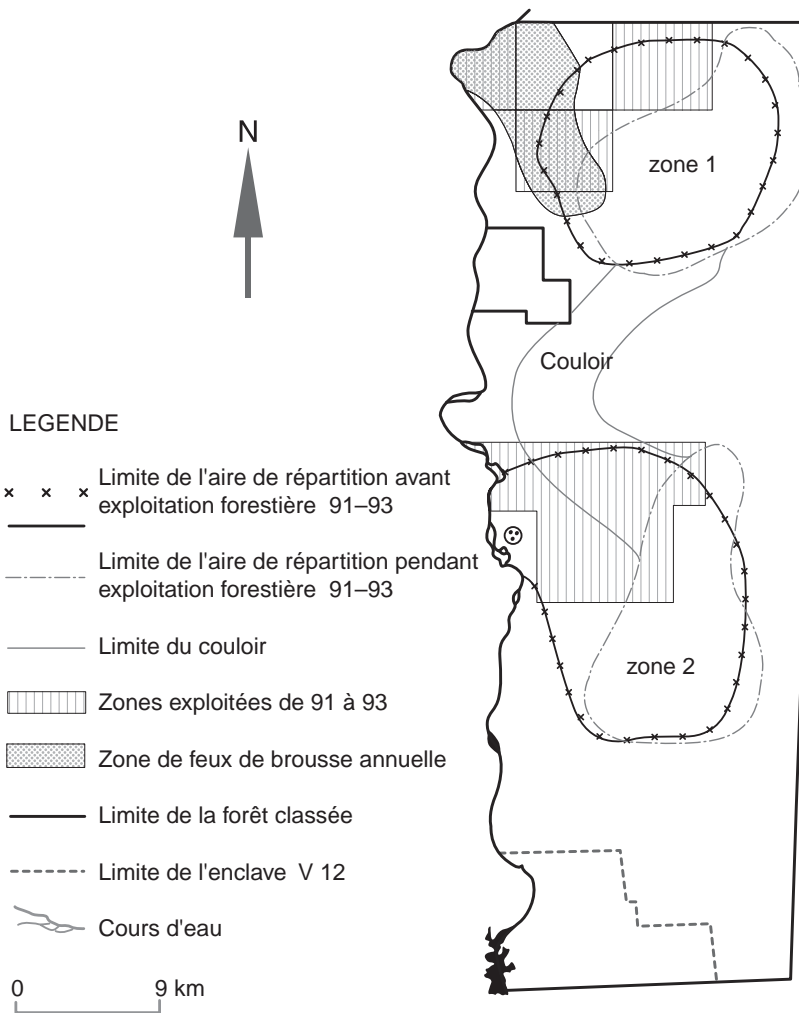 N
zone 1
Couloir
zone 2
LEGENDE
Limite de l'aire de répartition avant
exploitation forestière 91–93
Limite de l'aire de répartition pendant
exploitation forestière 91–93
Limite du couloir
Zones exploitées de 91 à 93
Zone de feux de brousse annuelle
Limite de la forêt classée
Limite de l'enclave V 12
Cours d'eau
0 9 km